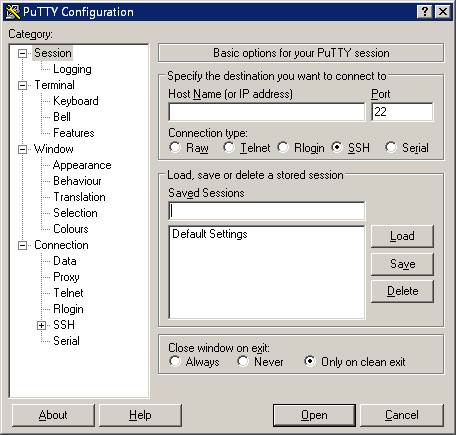 PuTTY Configuration
Category:
Session
Logging
Terminal
Keyboard
Bell
Features
Window
Appearance
Behaviour
Translation
Selection
Colours
Connection
Data
Proxy
Telnet
Rlogin
SSH
Serial
Basic options for your PuTTY session
Specify the destination you want to connect to
Host Name (or IP address) Port
22
Connection type:
Raw Telnet Rlogin SSH Serial
Load, save or delete a stored session
Saved Sessions
Default Settings
Load
Save
Delete
Close window on exit:
Always Never Only on clean exit
About Help Open Cancel